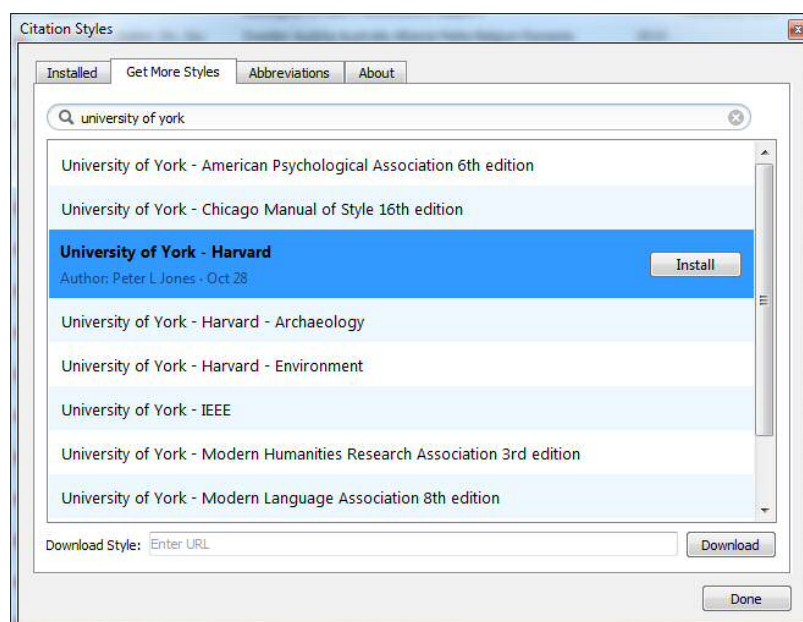 Citation Styles
Installed
Get More Styles
Abbreviations
About
university of york
University of York - American Psychological Association 6th edition
University of York - Chicago Manual of Style 16th edition
University of York - Harvard
Install
Author: Peter L Jones - Oct 28
University of York - Harvard - Archaeology
University of York - Harvard - Environment
University of York - IEEE
University of York - Modern Humanities Research Association 3rd edition
University of York - Modern Language Association 8th edition
Download Style: Enter URL
Download
Done